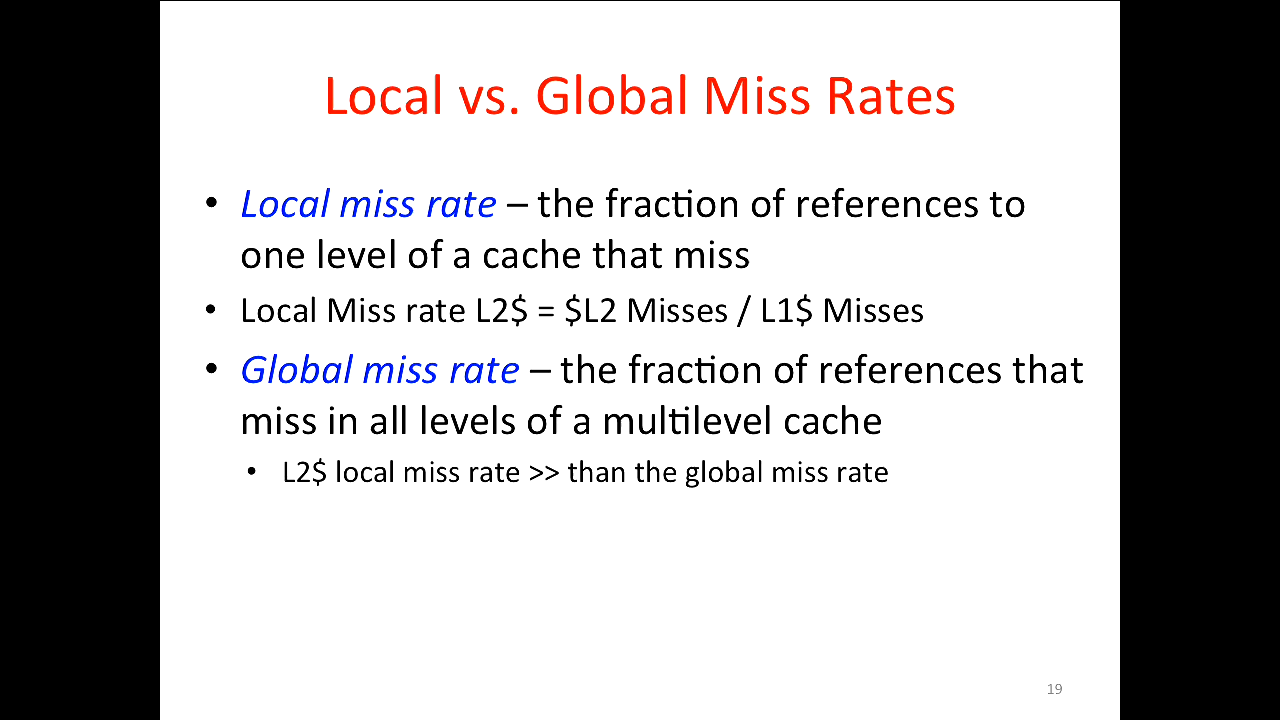 Local vs. Global Miss Rates
• Local miss rate – the fraction of references to
one level of a cache that miss
• Local Miss rate L2$ = $L2 Misses / L1$ Misses
• Global miss rate – the fraction of references that
miss in all levels of a multilevel cache
• L2$ local miss rate >> than the global miss rate
19